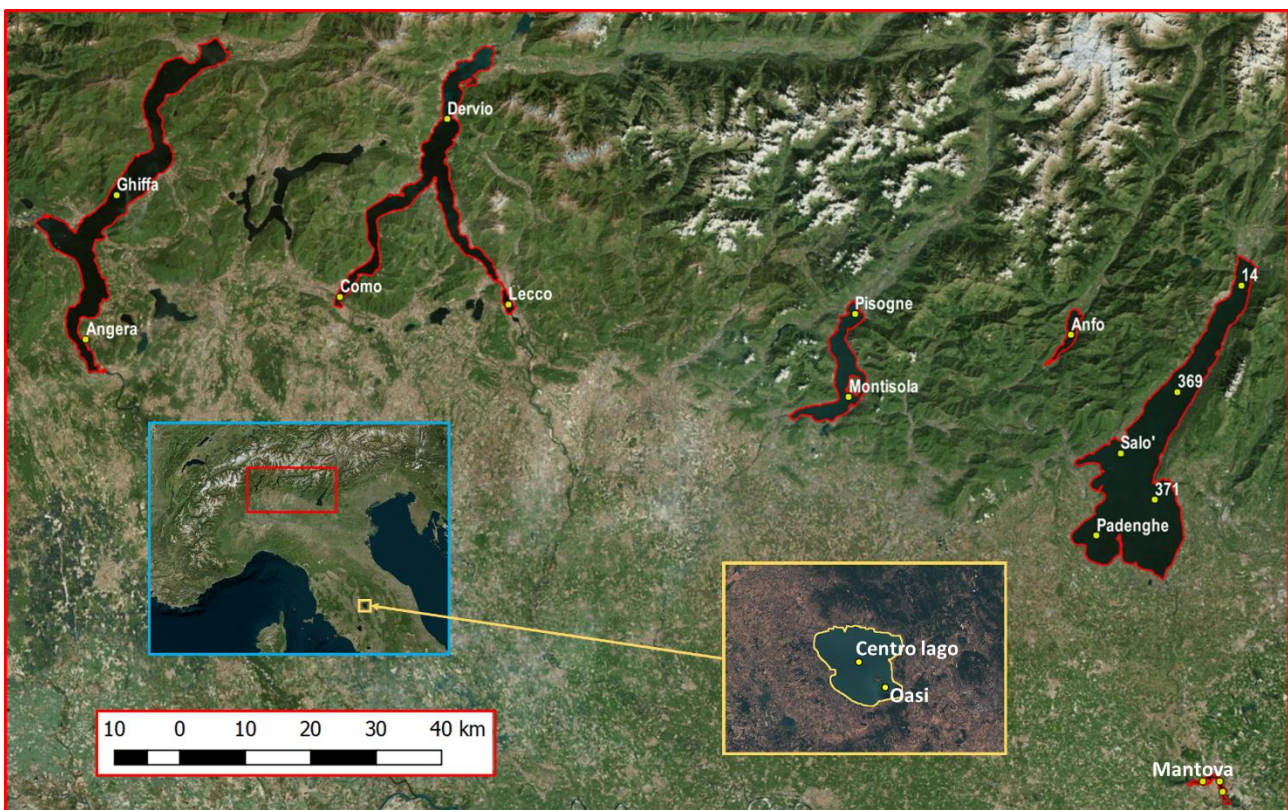 Dervio
Ghiffa
Como
Lecco
Angera
Pisogne
Montisola
Anfo
14
369
Salo'
371
Padenghe
Centro lago
Oasi
10 0 10 20 30 40 km
Mantova